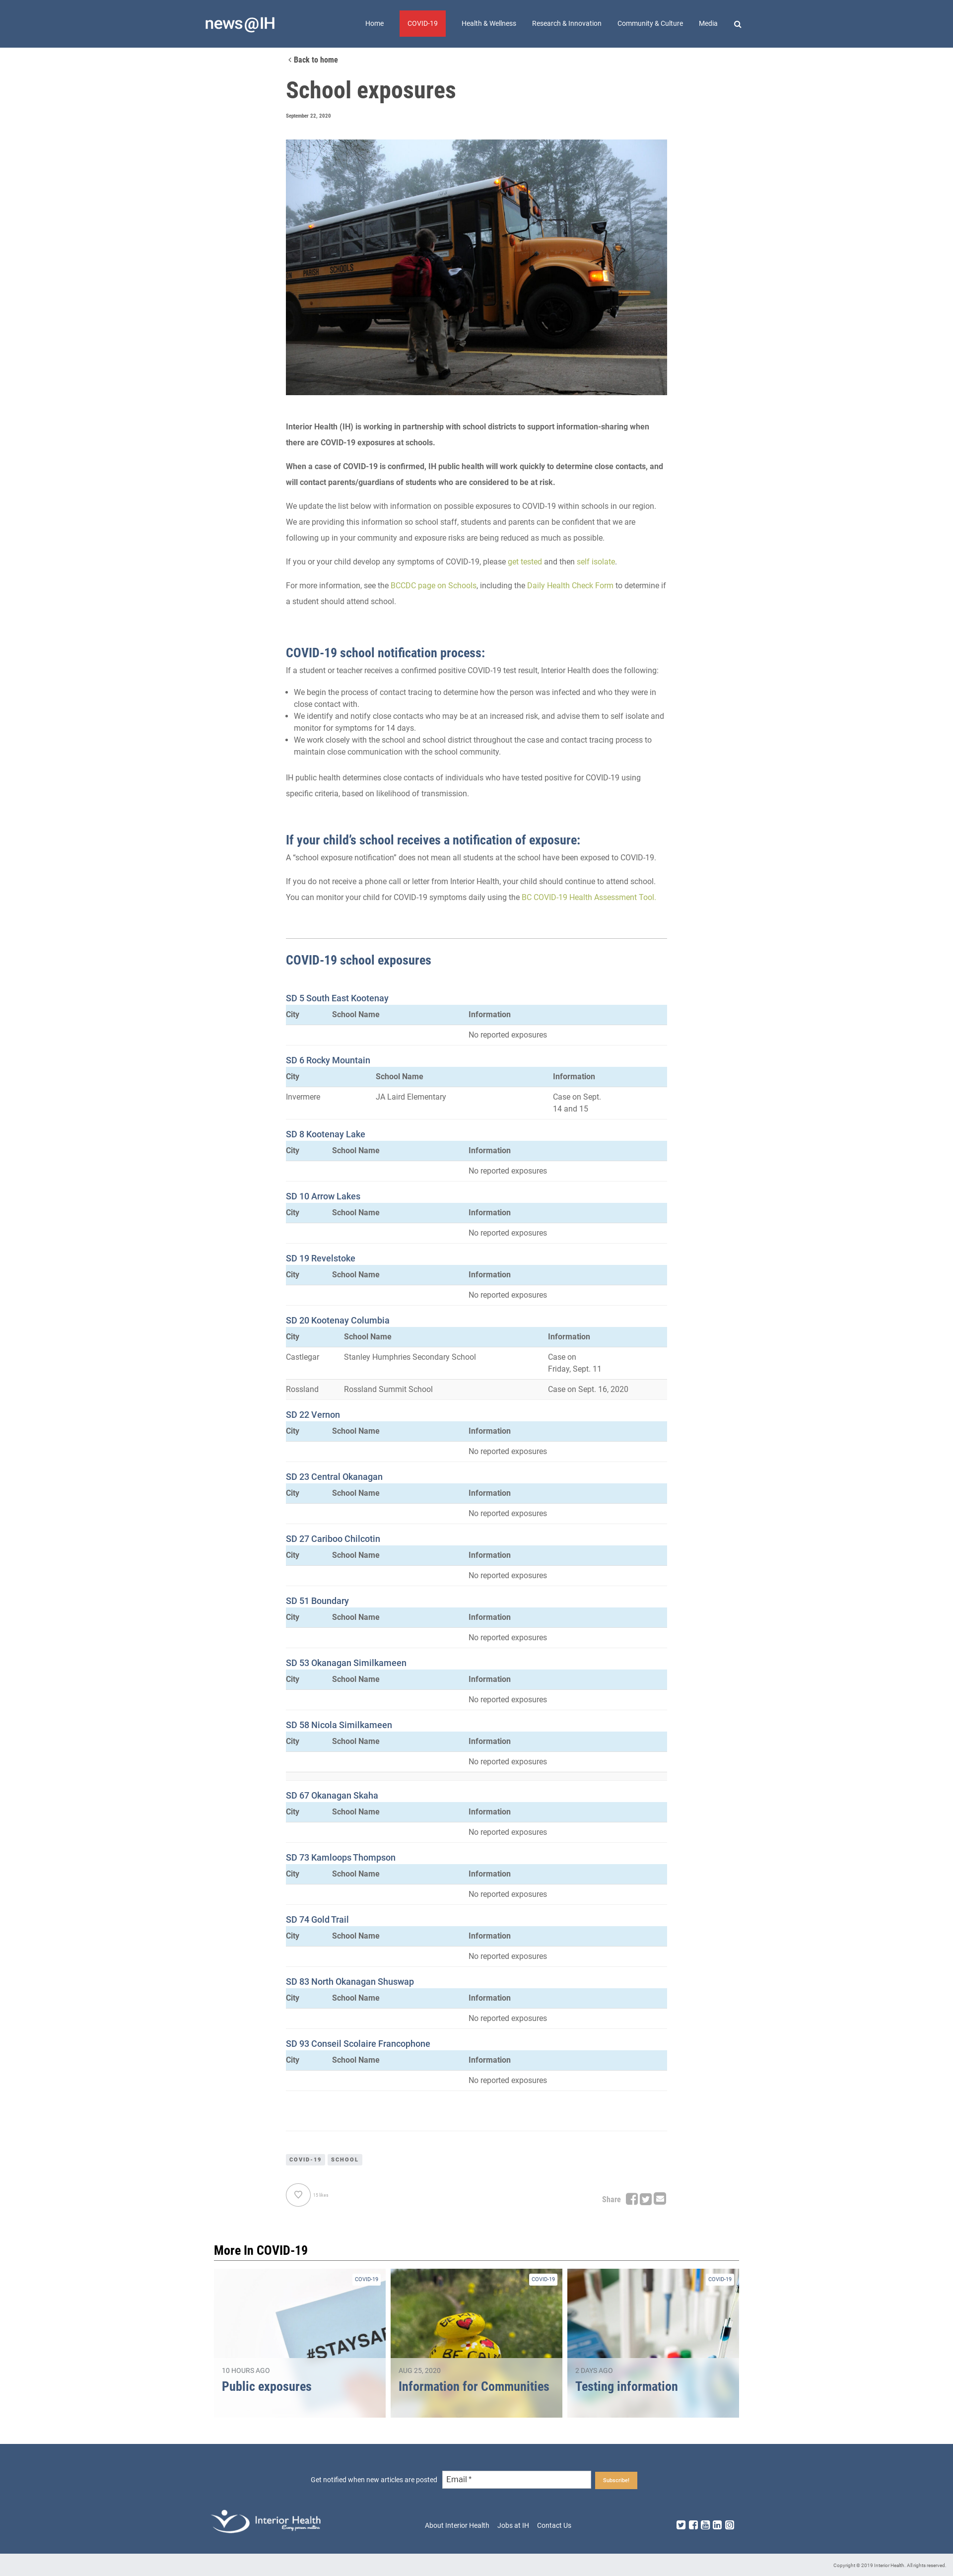 news@IH
Home
COVID-19
Health & Wellness
Research & Innovation
Community & Culture
Media
Back to home
School exposures
September 22, 2020
PARISH SCHOOLS
Interior Health (IH) is working in partnership with school districts to support information-sharing when
there are COVID-19 exposures at schools.
When a case of COVID-19 is confirmed, IH public health will work quickly to determine close contacts, and
will contact parents/guardians of students who are considered to be at risk.
We update the list below with information on possible exposures to COVID-19 within schools in our region.
We are providing this information so school staff, students and parents can be confident that we are
following up in your community and exposure risks are being reduced as much as possible.
If you or your child develop any symptoms of COVID-19, please get tested and then self isolate.
For more information, see the BCCDC page on Schools, including the Daily Health Check Form to determine if
a student should attend school.
COVID-19 school notification process:
If a student or teacher receives a confirmed positive COVID-19 test result, Interior Health does the following:
• We begin the process of contact tracing to determine how the person was infected and who they were in
close contact with.
• We identify and notify close contacts who may be at an increased risk, and advise them to self isolate and
monitor for symptoms for 14 days.
• We work closely with the school and school district throughout the case and contact tracing process to
maintain close communication with the school community.
IH public health determines close contacts of individuals who have tested positive for COVID-19 using
specific criteria, based on likelihood of transmission.
If your child's school receives a notification of exposure:
A “school exposure notification” does not mean all students at the school have been exposed to COVID-19.
If you do not receive a phone call or letter from Interior Health, your child should continue to attend school.
You can monitor your child for COVID-19 symptoms daily using the BC COVID-19 Health Assessment Tool.
COVID-19 school exposures
SD 5 South East Kootenay
City School Name Information
No reported exposures
SD 6 Rocky Mountain
City School Name Information
Invermere JA Laird Elementary Case on Sept.
14 and 15
SD 8 Kootenay Lake
City School Name Information
No reported exposures
SD 10 Arrow Lakes
City School Name Information
No reported exposures
SD 19 Revelstoke
City School Name Information
No reported exposures
SD 20 Kootenay Columbia
City School Name Information
Castlegar Stanley Humphries Secondary School Case on
Friday, Sept. 11
Rossland Rossland Summit School Case on Sept. 16, 2020
SD 22 Vernon
City School Name Information
No reported exposures
SD 23 Central Okanagan
City School Name Information
No reported exposures
SD 27 Cariboo Chilcotin
City School Name Information
No reported exposures
SD 51 Boundary
City School Name Information
No reported exposures
SD 53 Okanagan Similkameen
City School Name Information
No reported exposures
SD 58 Nicola Similkameen
City School Name Information
No reported exposures
SD 67 Okanagan Skaha
City School Name Information
No reported exposures
SD 73 Kamloops Thompson
City School Name Information
No reported exposures
SD 74 Gold Trail
City School Name Information
No reported exposures
SD 83 North Okanagan Shuswap
City School Name Information
No reported exposures
SD 93 Conseil Scolaire Francophone
City School Name Information
No reported exposures
COVID-19 SCHOOL
likes
Share
More In COVID-19
COVID-19
#STAYSAF
10 HOURS AGO
Public exposures
COVID-19
BE CALM
AUG 25, 2020
Information for Communities
COVID-19
2 DAYS AGO
Testing information
Get notified when new articles are posted
Email *
Subscribe!
Interior Health
Every person matters
About Interior Health
Jobs at IH
Contact Us
Copyright © 2019 Interior Health. All rights reserved.